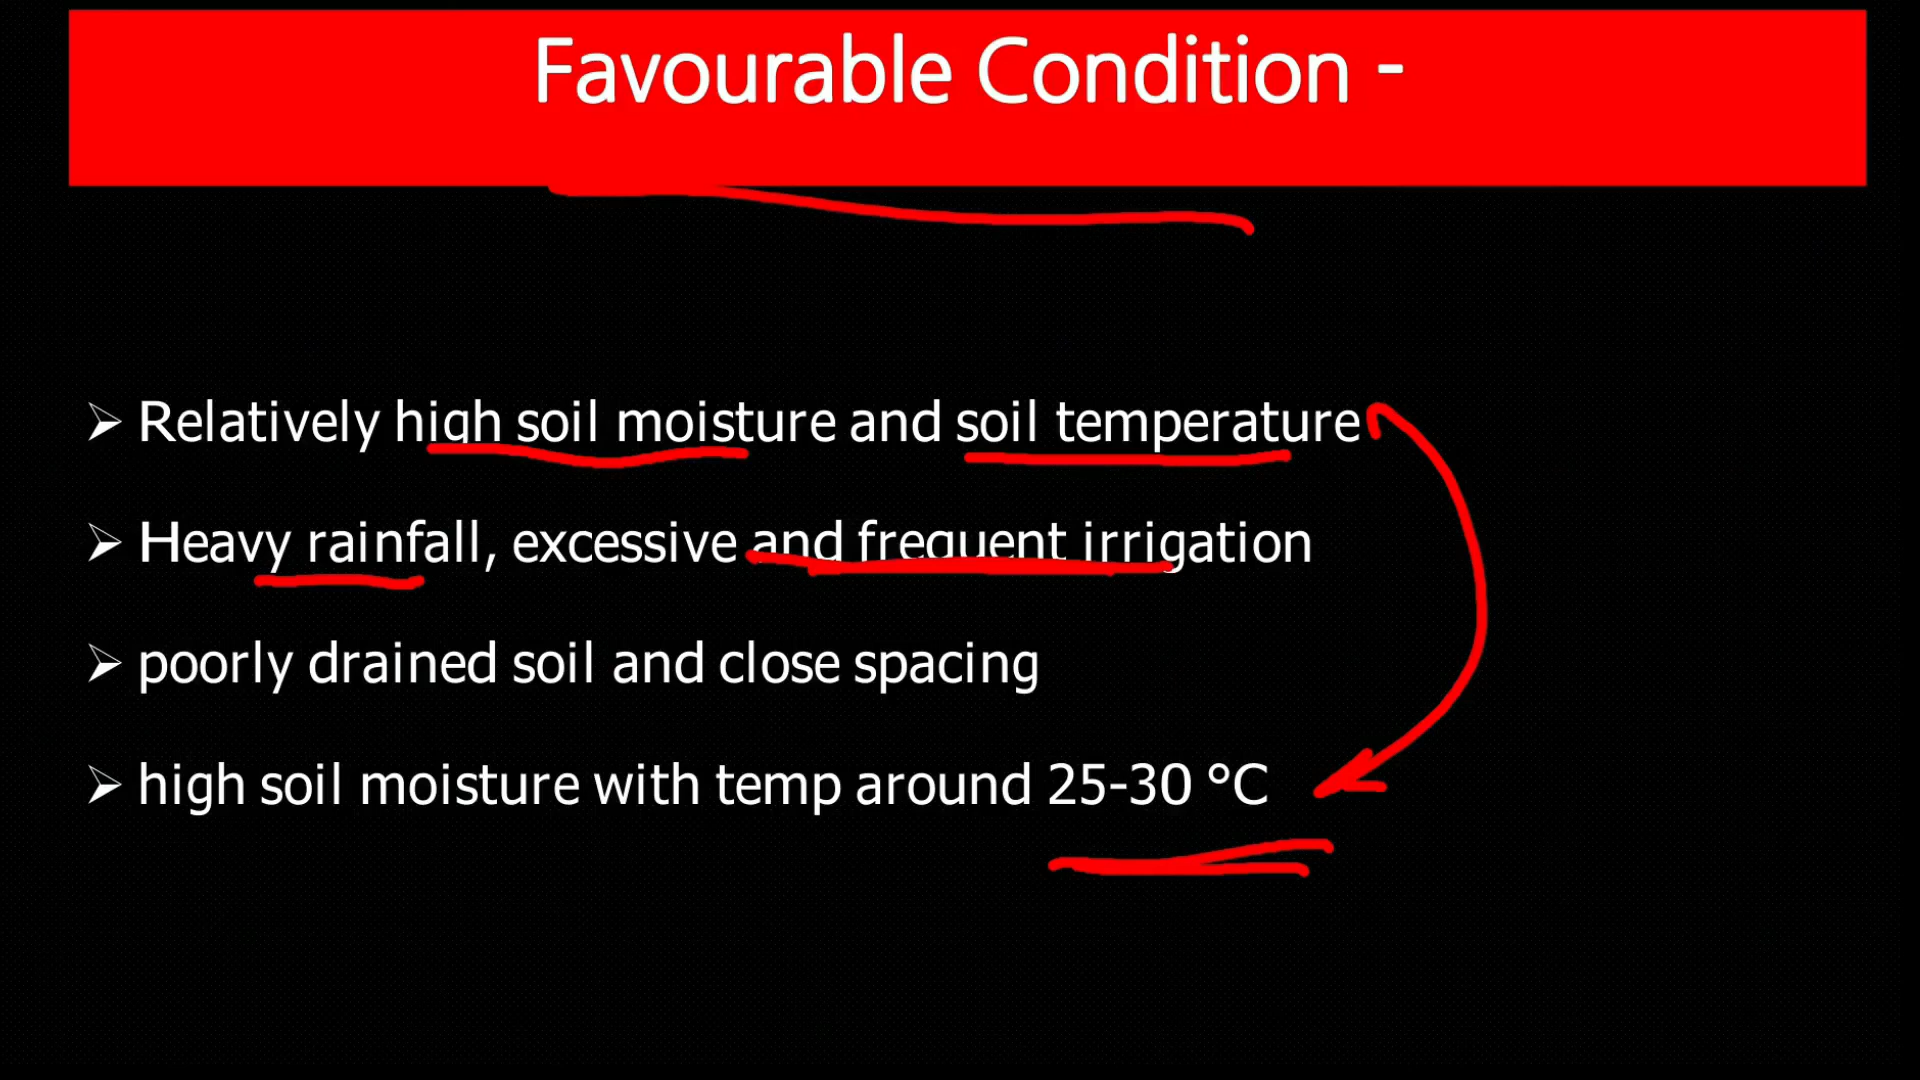 Favourable Condition -
➢ Relatively high soil moisture and soil temperature
➢ Heavy rainfall, excessive and frequent irrigation
➢ poorly drained soil and close spacing
➢ high soil moisture with temp around 25-30 °C